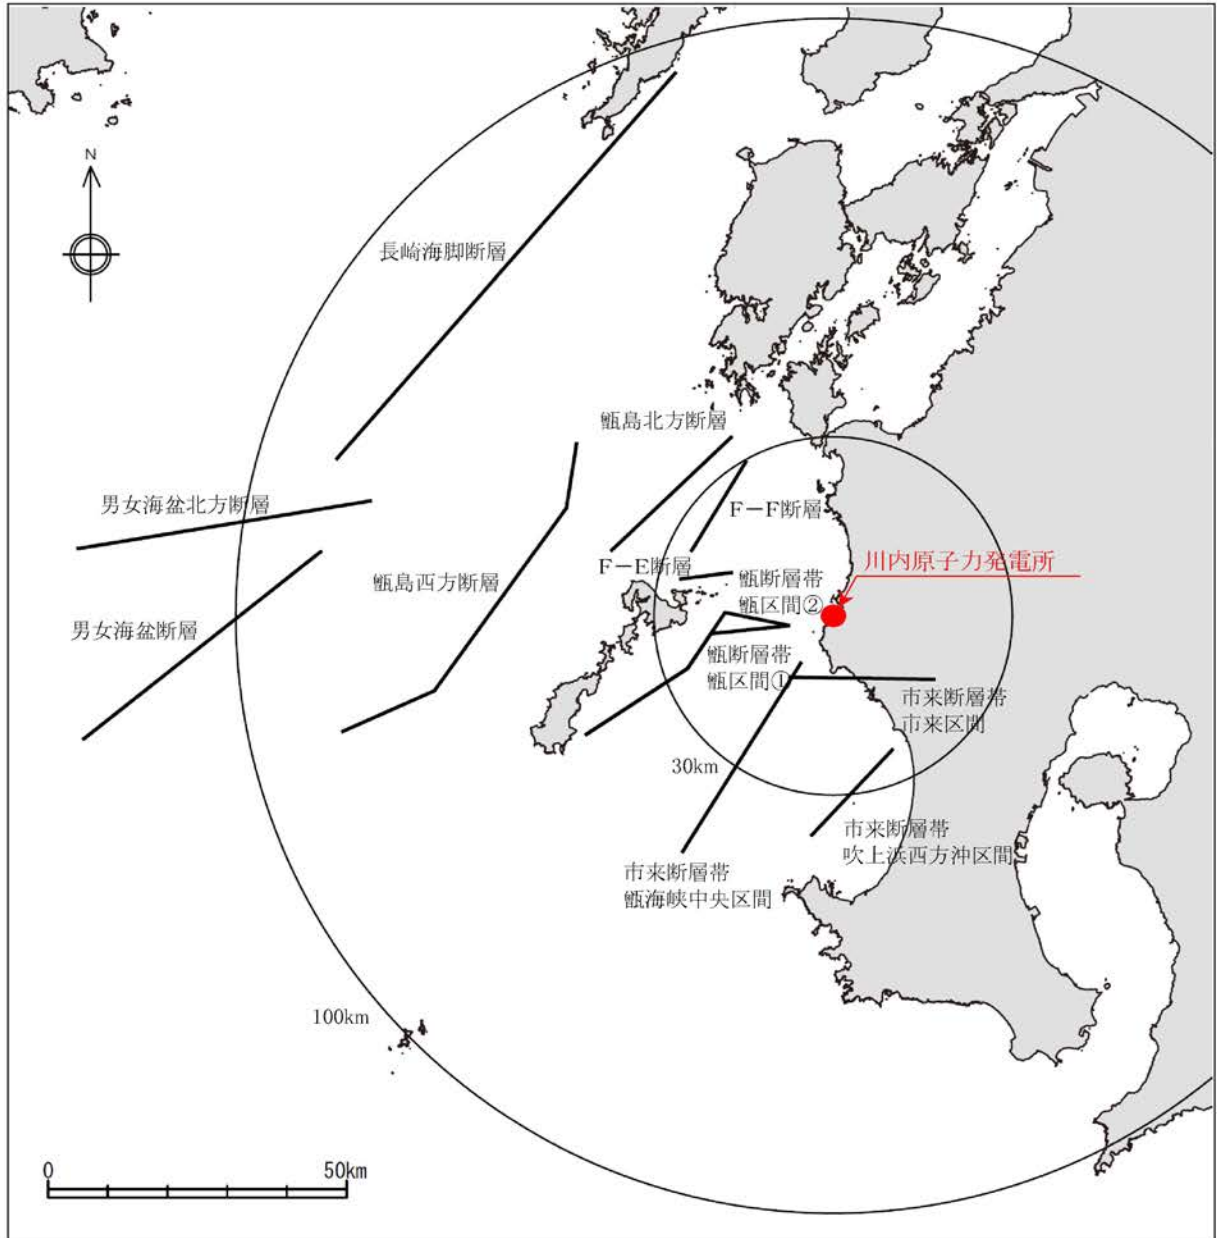 N
長崎海脚断層
甑島北方断層
男女海盆北方断層
F－F断層
川内原子力発電所
F－E断層
甑断層帯
甑区間②
甑島西方断層
男女海盆断層
甑断層帯
甑区間①
市来断層帯
市来区間
30km
市来断層帯
吹上浜西方沖区間
市来断層帯
甑海峡中央区間
100km
0
50km